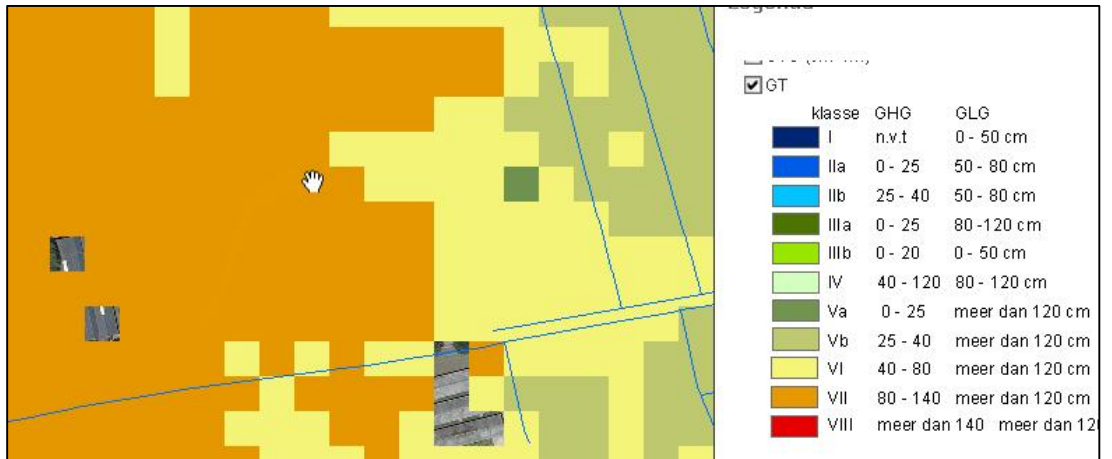 GT
klasse GHG GLG
I n.v.t 0 - 50 cm
IIa 0 - 25 50 - 80 cm
IIb 25 - 40 50 - 80 cm
IIIa 0 - 25 80 -120 cm
IIIb 0 - 20 0 - 50 cm
IV 40 - 120 80 - 120 cm
Va 0 - 25 meer dan 120 cm
Vb 25 - 40 meer dan 120 cm
VI 40 - 80 meer dan 120 cm
VII 80 - 140 meer dan 120 cm
VIII meer dan 140 meer dan 12